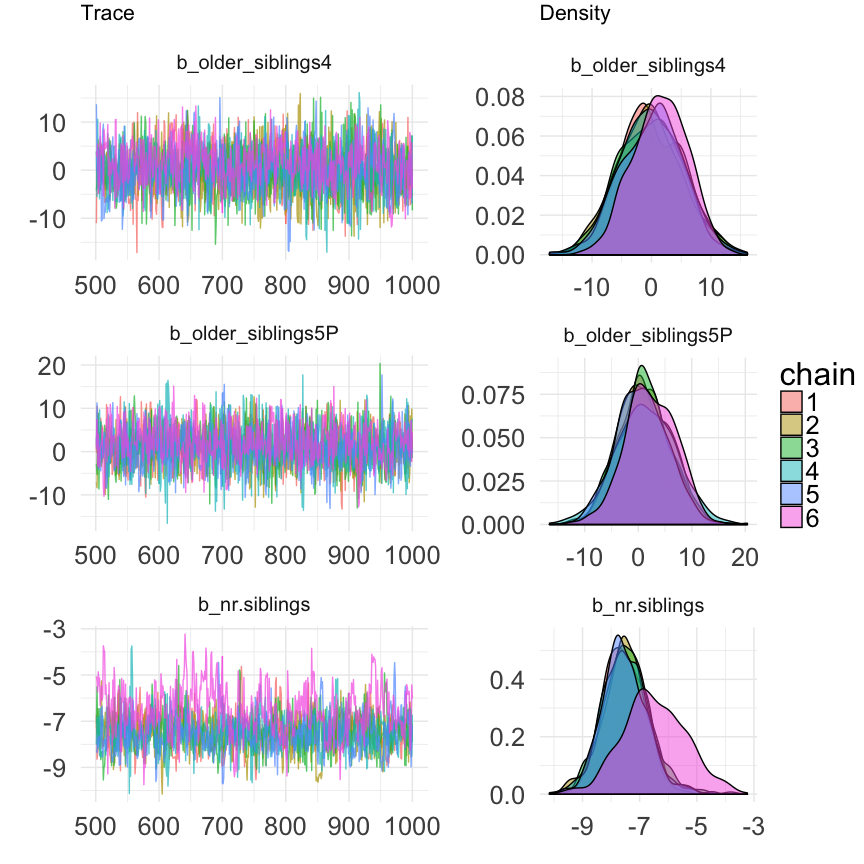 Trace Density
b_older_siblings4 b_older_siblings4
10
0
-10
500 600 700 800 900 1000
0.08
0.06
0.04
0.02
0.00
-10 0 10
b_older_siblings5P b_older_siblings5P
20
10
0
-10
500 600 700 800 900 1000
0.075
0.050
0.025
0.000
-10 0 10 20
chain
1
2
3
4
5
6
b_nr.siblings b_nr.siblings
-3
-5
-7
-9
500 600 700 800 900 1000
0.4
0.2
0.0
-9 -7 -5 -3